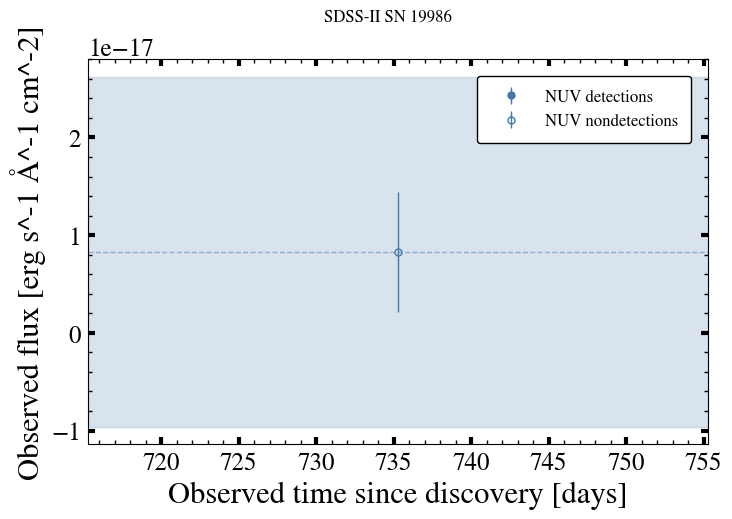 SDSS-II SN 19986
1e−17
NUV detections
NUV nondetections
2
1
0
−1
Observed flux [erg s^-1 Å^-1 cm^-2]
720 725 730 735 740 745 750 755
Observed time since discovery [days]